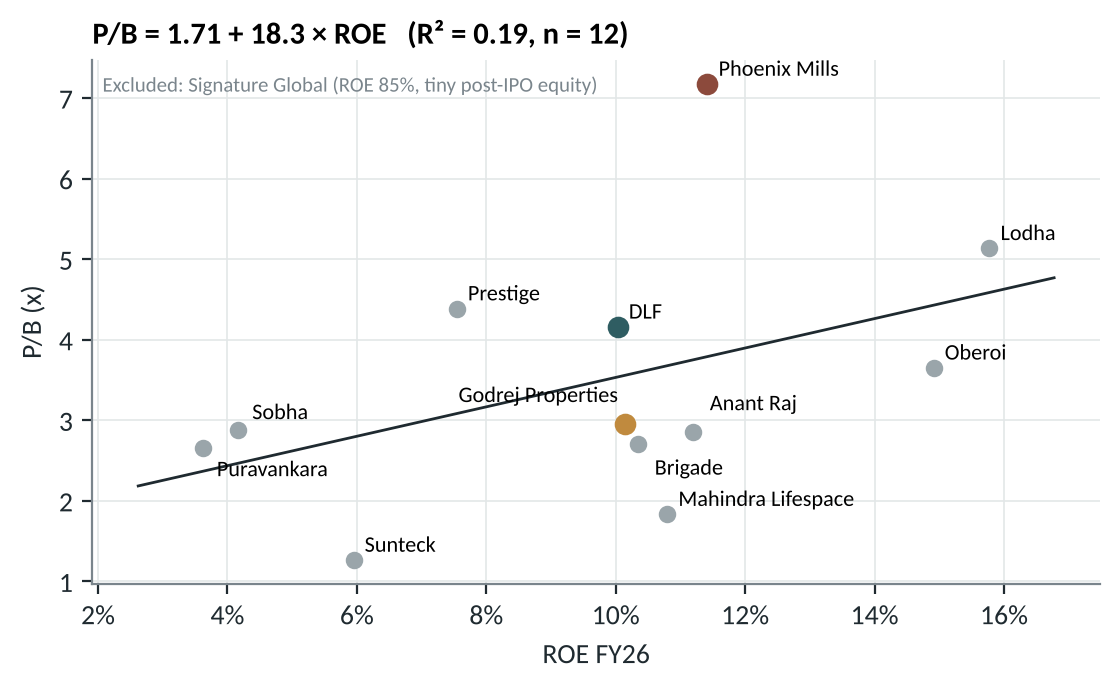 P/B = 1.71 + 18.3 × ROE (R² = 0.19, n = 12)
Excluded: Signature Global (ROE 85%, tiny post-IPO equity)
Phoenix Mills
7
6
Lodha
5
Prestige
DLF
P/B (x)
4
Oberoi
Godrej Properties
Anant Raj
Sobha
3
Puravankara
Brigade
Mahindra Lifespace
2
Sunteck
1
2% 4% 6% 8% 10% 12% 14% 16%
ROE FY26